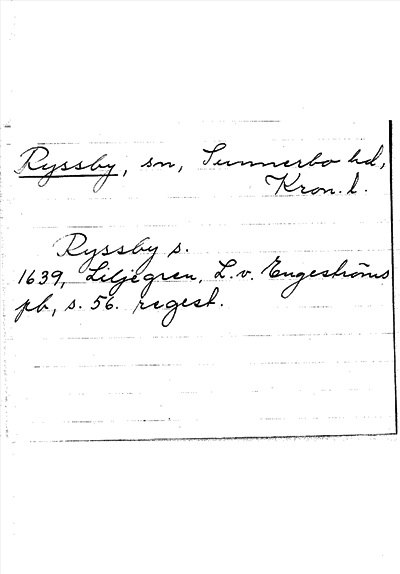 Ryssby, sn, Sunnerbo hd,
Kron. l.
Ryssby s.
1639, Liljegren, L. v. Engeströms
pb, s. 56. regest.